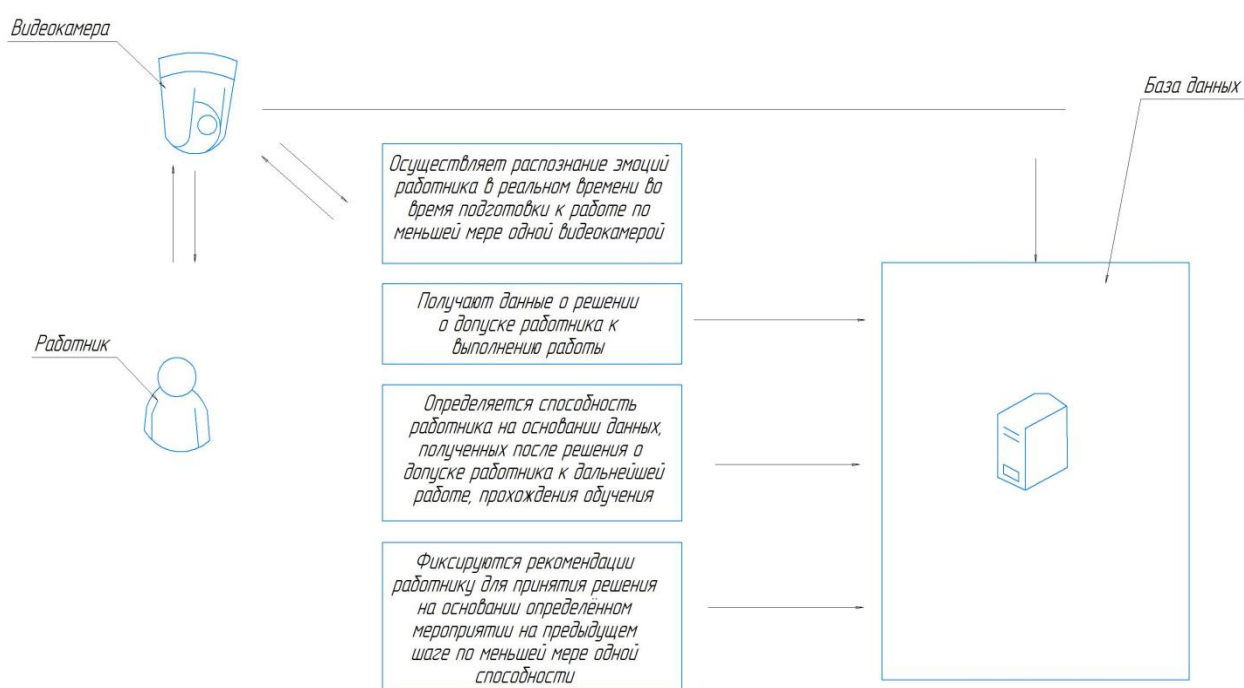 Видеокамера
База данных
Осуществляет распознание эмоций
работника в реальном времени во
время подготовки к работе по
меньшей мере одной видеокамерой
Получают данные о решении
о допуске работника к
выполнению работы
Работник
Определяется способность
работника на основании данных,
полученных после решения о
допуске работника к дальнейшей
работе, прохождения обучения
Фиксируются рекомендации
работнику для принятия решения
на основании определённом
мероприятии на предыдущем
шаге по меньшей мере одной
способности